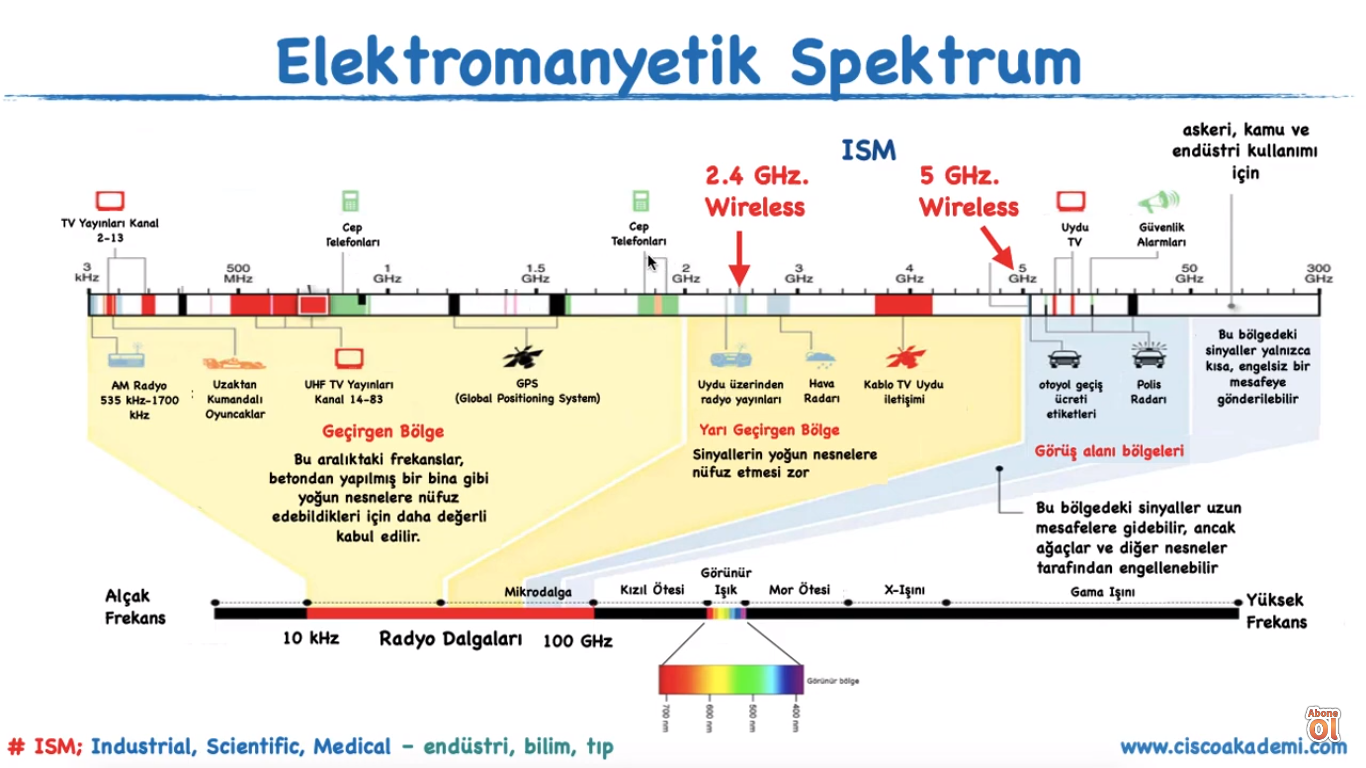 Elektromanyetik Spektrum
ISM
askeri, kamu ve
endüstri kullanımı
için
2.4 GHz.
Wireless
5 GHz.
Wireless
TV Yayınları Kanal
2-13
Cep
Telefonları
Cep
Telefonları
Uydu
TV
Güvenlik
Alarmları
3
kHz
500
MHz
1
GHz
1.5
GHz
2
GHz
3
GHz
4
GHz
5
GHz
50
GHz
300
GHz
AM Radyo
535 kHz-1700
kHz
:
Uzaktan
Kumandalı
Oyuncaklar
UHF TV Yayınları
Kanal 14-83
GPS
(Global Positioning System)
Uydu üzerinden
radyo yayınları
Hava
Radarı
Kablo TV Uydu
iletişimi
otoyol geçiş
ücreti
etiketleri
Polis
Radarı
Bu bölgedeki
sinyaller yalnızca
kısa, engelsiz bir
mesafeye
gönderilebilir
Geçirgen Bölge
Bu aralıktaki frekanslar,
betondan yapılmış bir bina gibi
yoğun nesnelere nüfuz
edebildikleri için daha değerli
kabul edilir.
Yarı Geçirgen Bölge
Sinyallerin yoğun nesnelere
nüfuz etmesi zor
Görüş alanı bölgeleri
Bu bölgedeki sinyaller uzun
mesafelere gidebilir, ancak
ağaçlar ve diğer nesneler
tarafından engellenebilir
Alçak
Frekans
Mikrodalga
Kızıl Ötesi
Görünür
Işık
Mor Ötesi
X-Işını
Gama Işını
Yüksek
Frekans
10 kHz
Radyo Dalgaları
100 GHz
Görünür bölge
700 nm
600 nm
500 nm
400 nm
# ISM; Industrial, Scientific, Medical - endüstri, bilim, tıp
www.ciscoakademi.com
Abone
ol